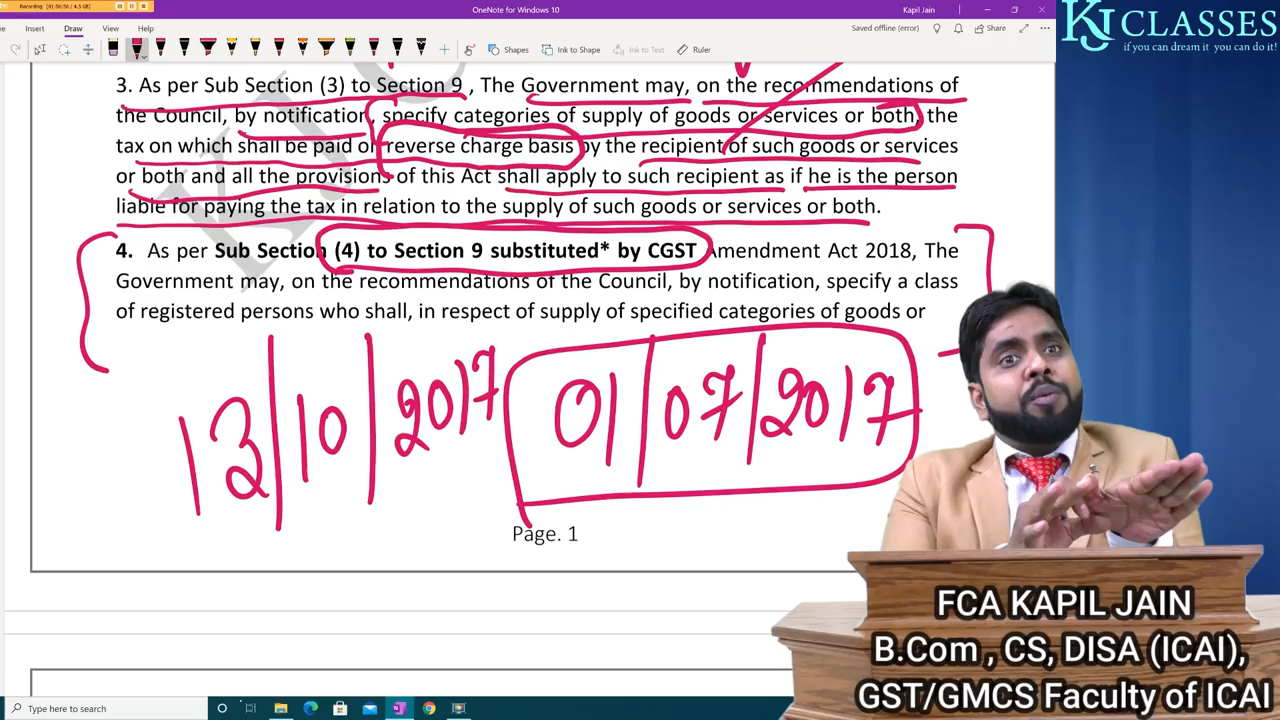 Recording [01:56:56 / 4.5 GB]
OneNote for Windows 10
Kapil Jain
Insert Draw View Help
Saved offline (error)
Share
Shapes
Ink to Shape
Ink to Text
Ruler
KJ CLASSES
if you can dream it you can do it!
3. As per Sub Section (3) to Section 9 , The Government may, on the recommendations of
the Council, by notification, specify categories of supply of goods or services or both, the
tax on which shall be paid on reverse charge basis by the recipient of such goods or services
or both and all the provisions of this Act shall apply to such recipient as if he is the person
liable for paying the tax in relation to the supply of such goods or services or both.
4. As per Sub Section (4) to Section 9 substituted* by CGST Amendment Act 2018, The
Government may, on the recommendations of the Council, by notification, specify a class
of registered persons who shall, in respect of supply of specified categories of goods or
13|10|2017 01|07|2017
Page. 1
FCA KAPIL JAIN
B.Com , CS, DISA (ICAI),
GST/GMCS Faculty of ICAI
Type here to search